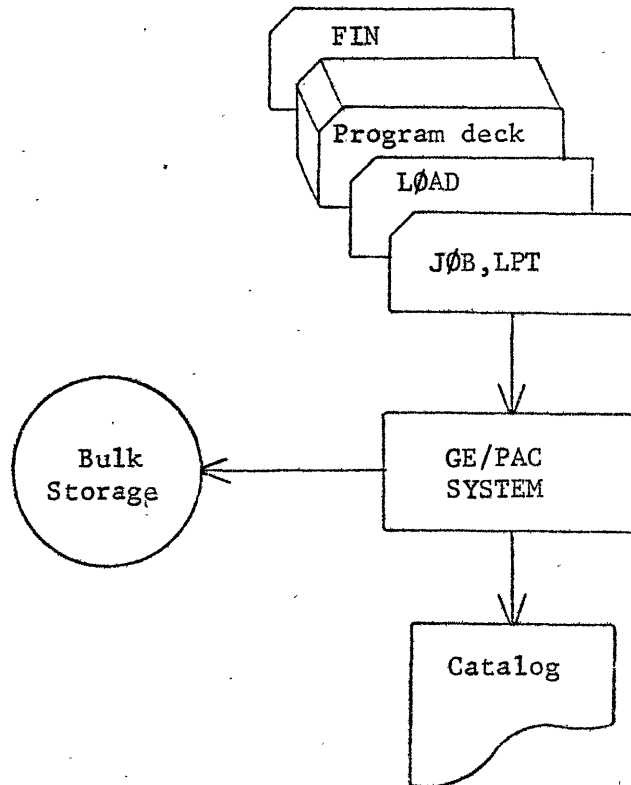 FIN
Program deck
LØAD
JØB,LPT
Bulk
Storage
GE/PAC
SYSTEM
Catalog